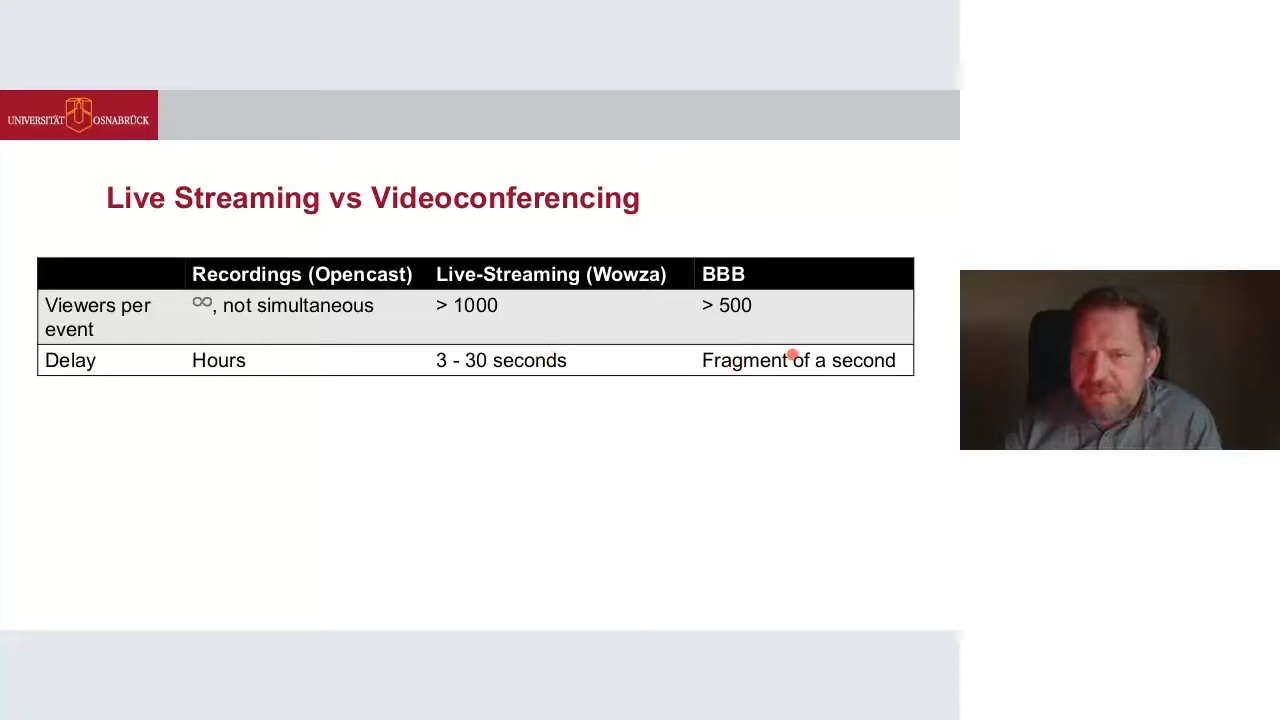 UNIVERSITÄT OSNABRÜCK
Live Streaming vs Videoconferencing
Recordings (Opencast) Live-Streaming (Wowza) BBB
Viewers per event ∞, not simultaneous > 1000 > 500
Delay Hours 3 - 30 seconds Fragment of a second